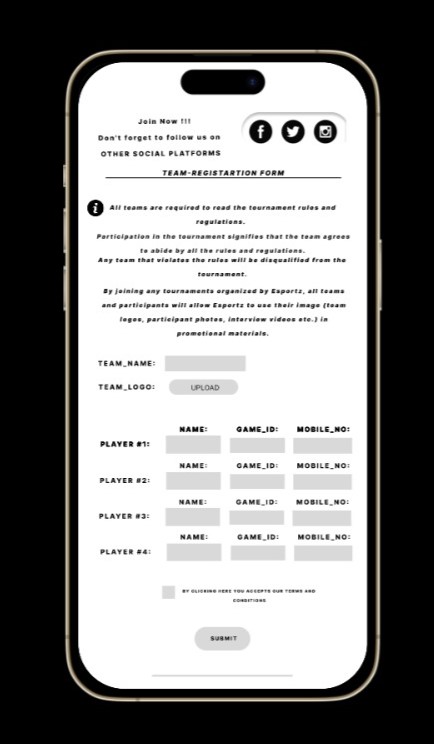 Join Now !!!
Don't forget to follow us on
OTHER SOCIAL PLATFORMS
TEAM-REGISTARTION FORM
All teams are required to read the tournament rules and
regulations.
Participation in the tournament signifies that the team agrees
to abide by all the rules and regulations.
Any team that violates the rules will be disqualified from the
tournament.
By joining any tournaments organized by Esportz, all teams
and participants will allow Esportz to use their image (team
logos, participant photos, interview videos etc.) in
promotional materials.
TEAM_NAME:
TEAM_LOGO: UPLOAD
NAME: GAME_ID: MOBILE_NO:
PLAYER #1:
NAME: GAME_ID: MOBILE_NO:
PLAYER #2:
NAME: GAME_ID: MOBILE_NO:
PLAYER #3:
NAME: GAME_ID: MOBILE_NO:
PLAYER #4:
BY CLICKING HERE YOU ACCEPTS OUR TERMS AND
CONDITIONS
SUBMIT